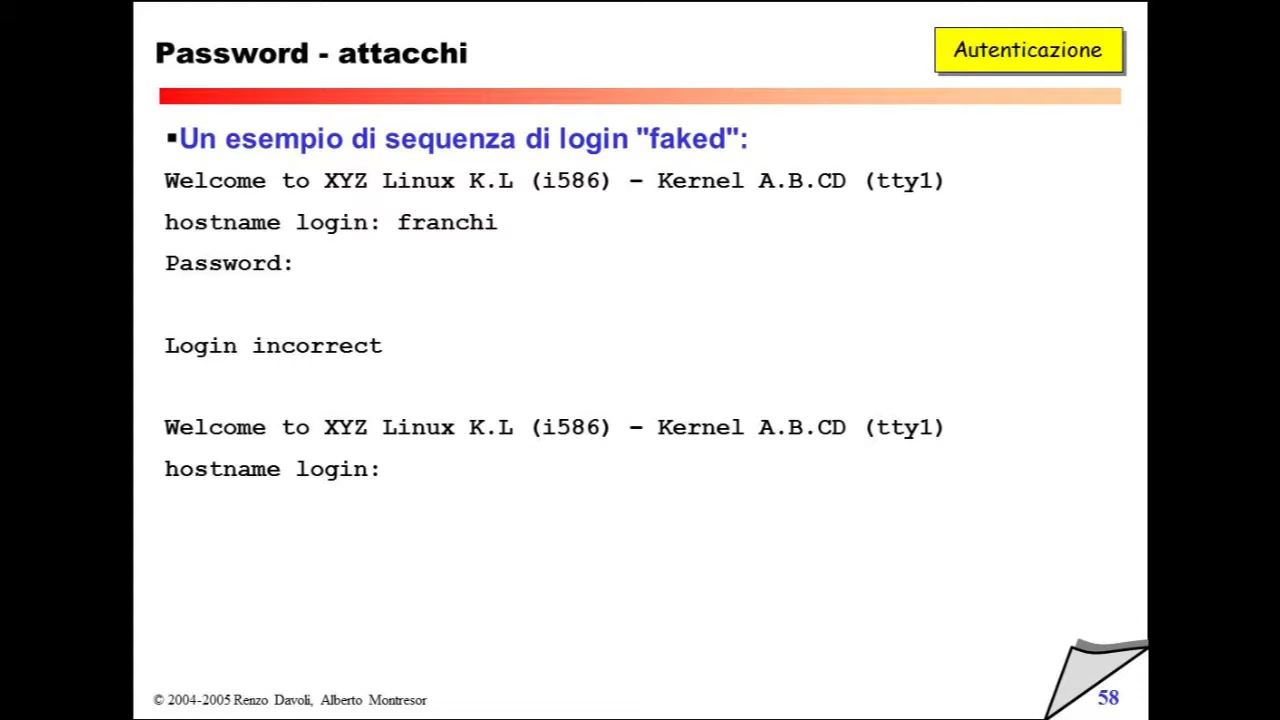 Password - attacchi
Autenticazione
▪Un esempio di sequenza di login "faked":
Welcome to XYZ Linux K.L (i586) – Kernel A.B.CD (tty1)
hostname login: franchi
Password:
Login incorrect
Welcome to XYZ Linux K.L (i586) – Kernel A.B.CD (tty1)
hostname login:
© 2004-2005 Renzo Davoli, Alberto Montresor
58